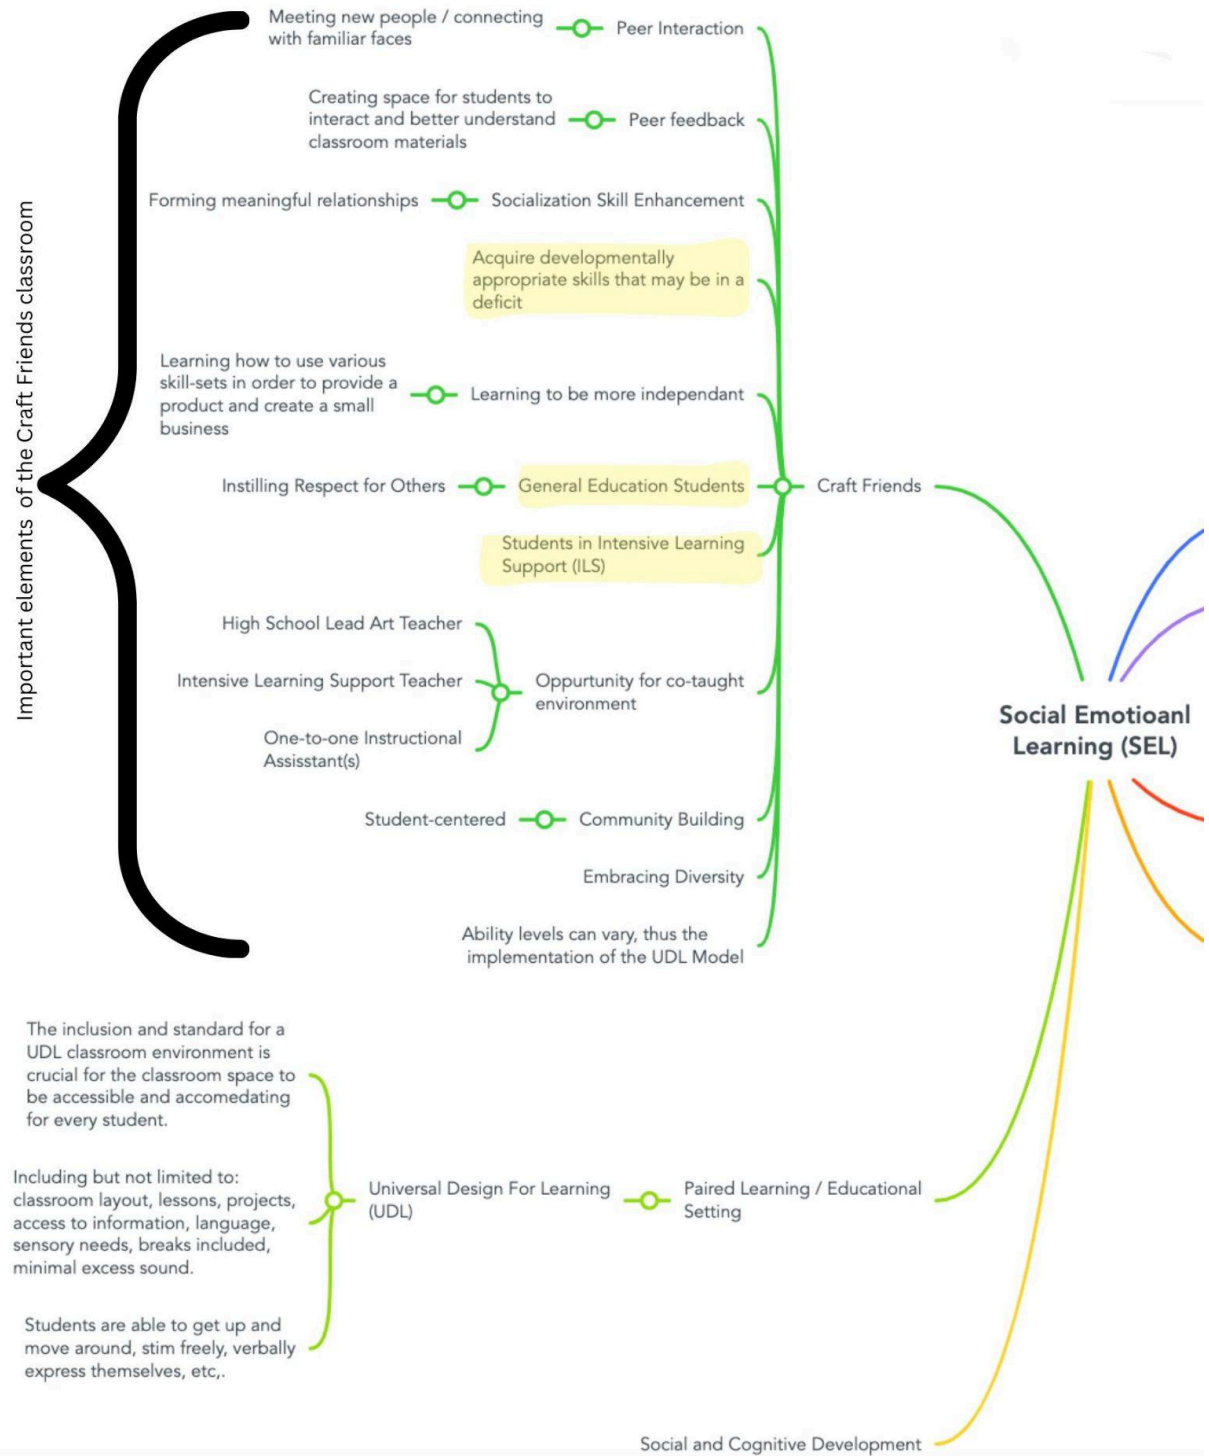 Important elements of the Craft Friends classroom
Meeting new people / connecting
with familiar faces
Peer Interaction
Creating space for students to
interact and better understand
classroom materials
Peer feedback
Forming meaningful relationships
Socialization Skill Enhancement
Acquire developmentally
appropriate skills that may be in a
deficit
Learning how to use various
skill-sets in order to provide a
product and create a small
business
Learning to be more independant
Instilling Respect for Others
General Education Students
Craft Friends
Students in Intensive Learning
Support (ILS)
High School Lead Art Teacher
Intensive Learning Support Teacher
One-to-one Instructional
Assisstant(s)
Oppurtunity for co-taught
environment
Student-centered
Community Building
Embracing Diversity
Ability levels can vary, thus the
implementation of the UDL Model
Social Emotioanl
Learning (SEL)
The inclusion and standard for a
UDL classroom environment is
crucial for the classroom space to
be accessible and accomedating
for every student.
Including but not limited to:
classroom layout, lessons, projects,
access to information, language,
sensory needs, breaks included,
minimal excess sound.
Students are able to get up and
move around, stim freely, verbally
express themselves, etc,.
Universal Design For Learning
(UDL)
Paired Learning / Educational
Setting
Social and Cognitive Development